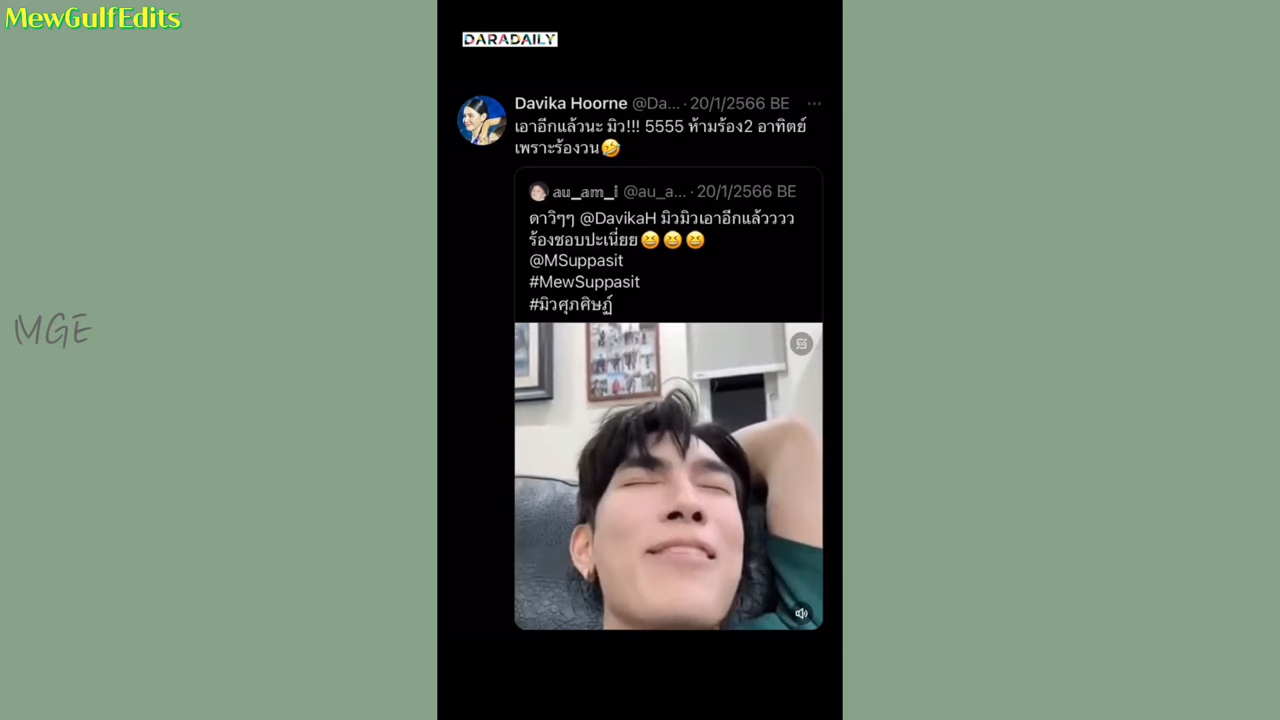 MewGulfEdits
DARADAILY
Davika Hoorne @Da... · 20/1/2566 BE ...
เอาอีกแล้วนะ มิว!!! 5555 ห้ามร้อง2 อาทิตย์
เพราะร้องวน🤣
au_am_i @au_a... · 20/1/2566 BE
ดาวิๆๆ @DavikaH มิวมิวเอาอีกแล้วววว
ร้องชอบปะเนี่ยย😆😆😆
@MSuppasit
#MewSuppasit
#มิวศุภศิษฏ์
MGE